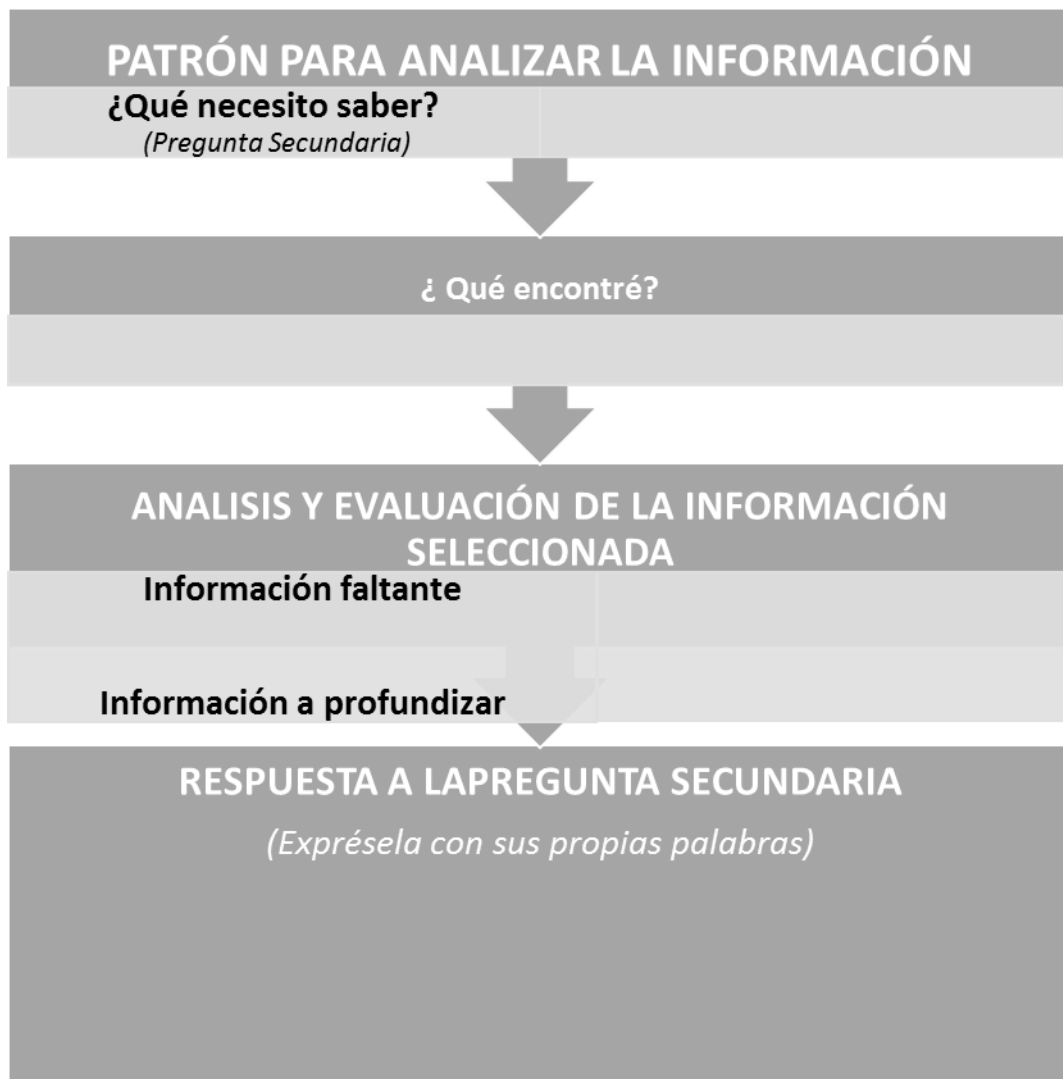 PATRÓN PARA ANALIZAR LA INFORMACIÓN
¿Qué necesito saber?
(Pregunta Secundaria)
¿ Qué encontré?
ANALISIS Y EVALUACIÓN DE LA INFORMACIÓN
SELECCIONADA
Información faltante
Información a profundizar
RESPUESTA A LAPREGUNTA SECUNDARIA
(Exprésela con sus propias palabras)